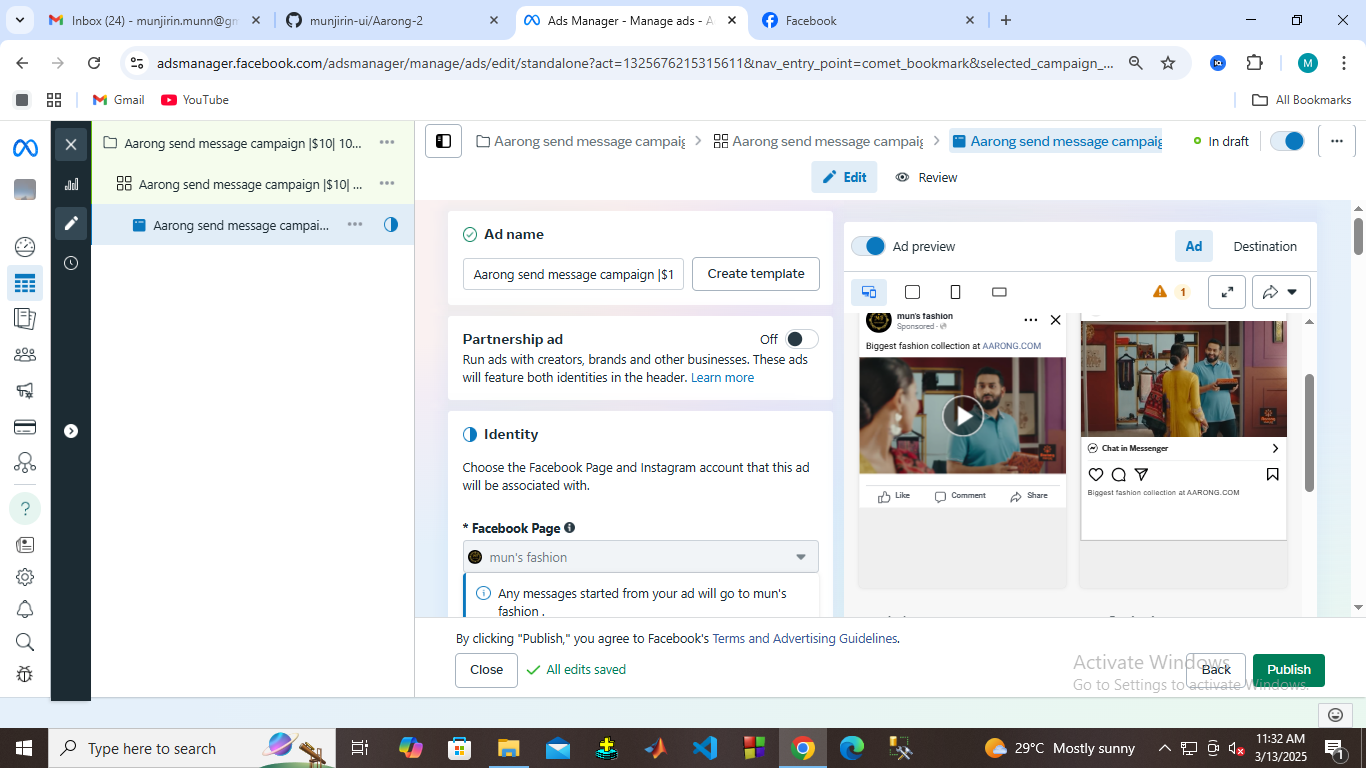 Inbox (24) - munjirin.munn@gm
munjirin-ui/Aarong-2
Ads Manager - Manage ads - A
Facebook
adsmanager.facebook.com/adsmanager/manage/ads/edit/standalone?act=1325676215315611&nav_entry_point=comet_bookmark&selected_campaign_...
M
Gmail
YouTube
All Bookmarks
Aarong send message campaign |$10| 10...
Aarong send message campaign |$10| ...
Aarong send message campai...
Aarong send message campaig
Aarong send message campaig
Aarong send message campaig
In draft
Edit
Review
Ad name
Aarong send message campaign |$1
Create template
Partnership ad
Off
Run ads with creators, brands and other businesses. These ads
will feature both identities in the header. Learn more
Identity
Choose the Facebook Page and Instagram account that this ad
will be associated with.
* Facebook Page
mun's fashion
Any messages started from your ad will go to mun's
fashion .
Ad preview
Ad
Destination
1
mun's fashion
Sponsored ·
Biggest fashion collection at AARONG.COM
Like
Comment
Share
Chat in Messenger
Biggest fashion collection at AARONG.COM
By clicking "Publish," you agree to Facebook's Terms and Advertising Guidelines.
Close
All edits saved
Back
Publish
Activate Windows
Go to Settings to activate Windows.
Type here to search
29°C Mostly sunny
11:32 AM
3/13/2025
1